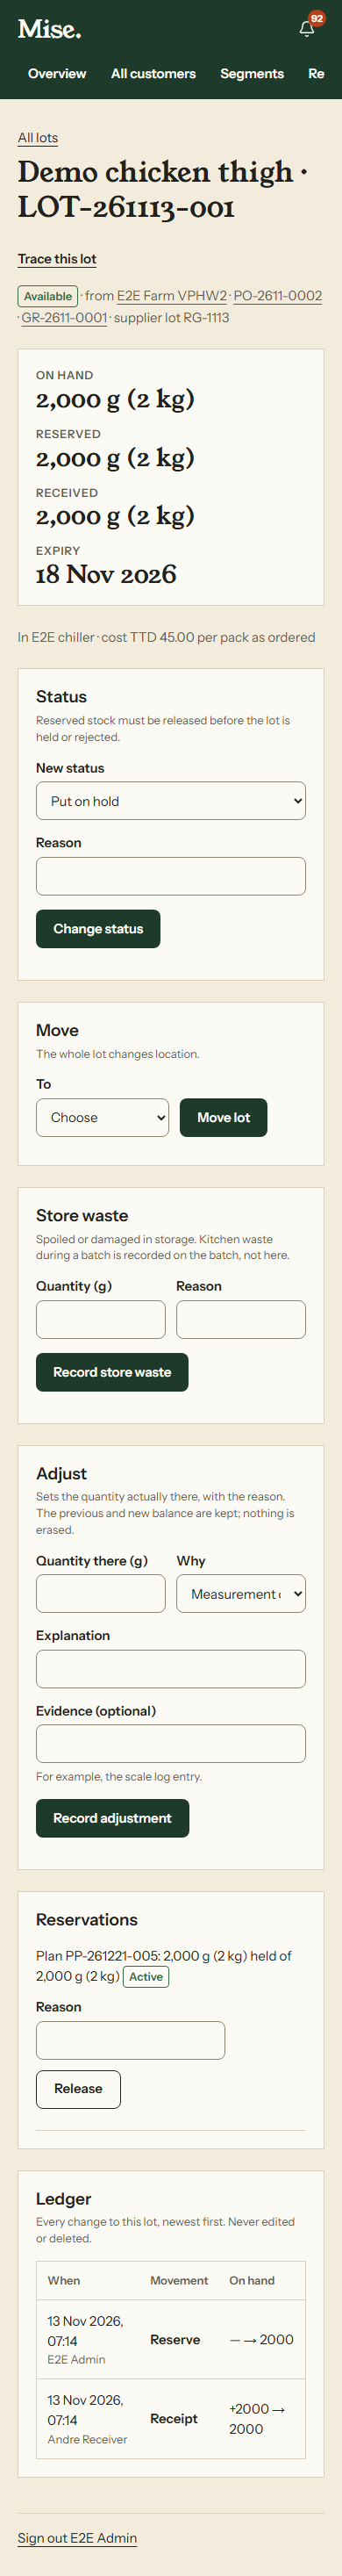 Mise.
92
Overview All customers Segments Re
All lots
Demo chicken thigh ·
LOT-261113-001
Trace this lot
Available · from E2E Farm VPHW2 · PO-2611-0002
· GR-2611-0001 · supplier lot RG-1113
ON HAND
2,000 g (2 kg)
RESERVED
2,000 g (2 kg)
RECEIVED
2,000 g (2 kg)
EXPIRY
18 Nov 2026
In E2E chiller · cost TTD 45.00 per pack as ordered
Status
Reserved stock must be released before the lot is
held or rejected.
New status
Put on hold
Reason
Change status
Move
The whole lot changes location.
To
Choose Move lot
Store waste
Spoiled or damaged in storage. Kitchen waste
during a batch is recorded on the batch, not here.
Quantity (g) Reason
Record store waste
Adjust
Sets the quantity actually there, with the reason.
The previous and new balance are kept; nothing is
erased.
Quantity there (g) Why
Measurement
Explanation
Evidence (optional)
For example, the scale log entry.
Record adjustment
Reservations
Plan PP-261221-005: 2,000 g (2 kg) held of
2,000 g (2 kg) Active
Reason
Release
Ledger
Every change to this lot, newest first. Never edited
or deleted.
When Movement On hand
13 Nov 2026,
07:14
E2E Admin
Reserve
— → 2000
13 Nov 2026,
07:14
Andre Receiver
Receipt
+2000 →
2000
Sign out E2E Admin